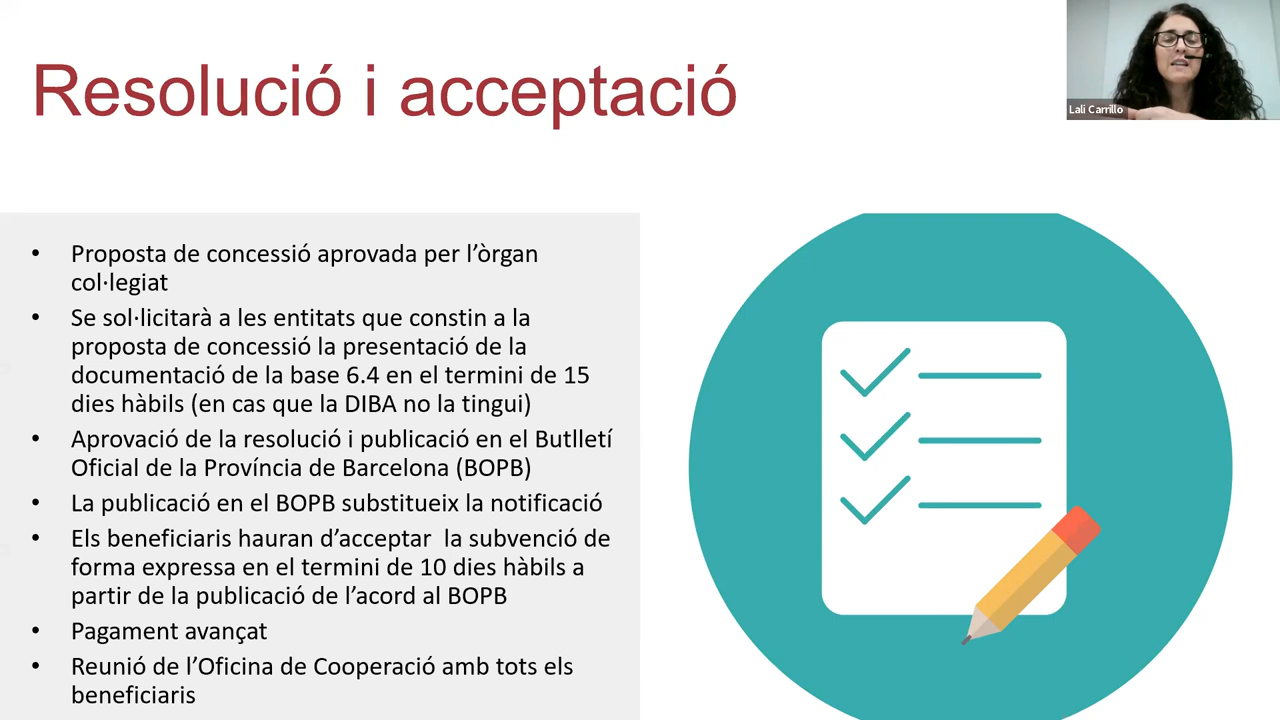 Resolució i acceptació
Lali Carrillo
• Proposta de concessió aprovada per l’òrgan
col·legiat
• Se sol·licitarà a les entitats que constin a la
proposta de concessió la presentació de la
documentació de la base 6.4 en el termini de 15
dies hàbils (en cas que la DIBA no la tingui)
• Aprovació de la resolució i publicació en el Butlletí
Oficial de la Província de Barcelona (BOPB)
• La publicació en el BOPB substitueix la notificació
• Els beneficiaris hauran d’acceptar  la subvenció de
forma expressa en el termini de 10 dies hàbils a
partir de la publicació de l’acord al BOPB
• Pagament avançat
• Reunió de l’Oficina de Cooperació amb tots els
beneficiaris